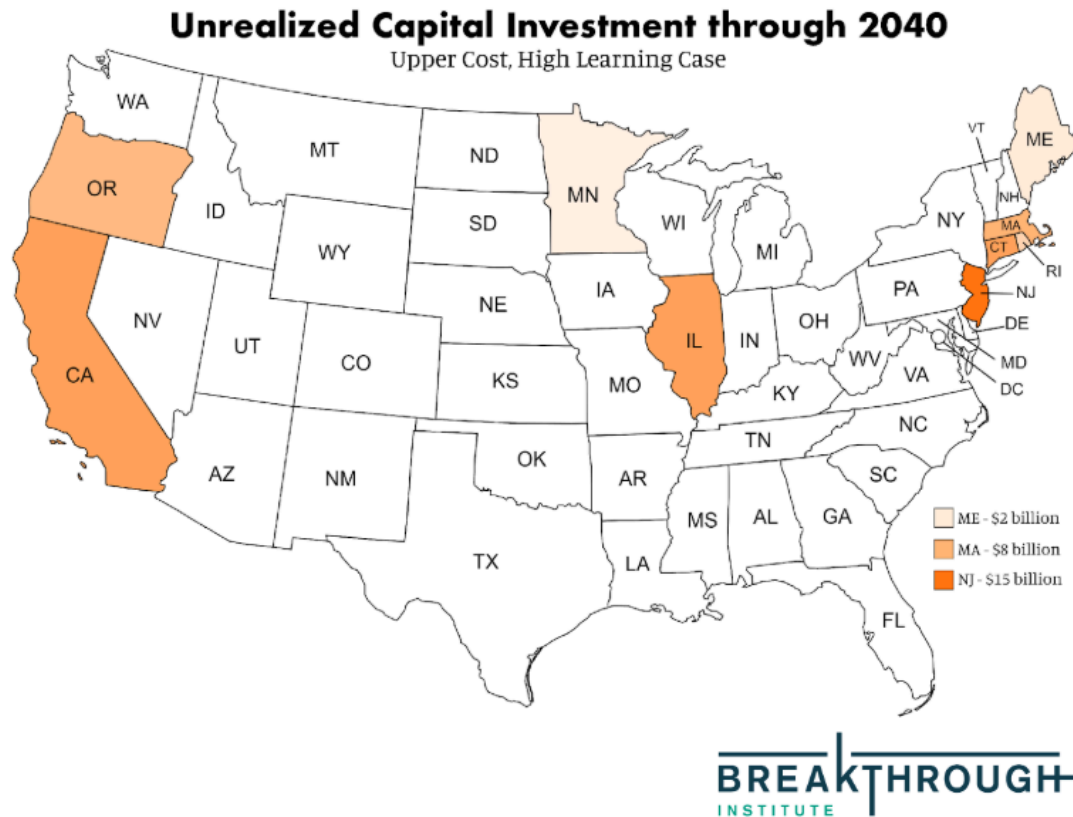 Unrealized Capital Investment through 2040
Upper Cost, High Learning Case
WA
MT
ND
MN
VT
ME
OR
ID
SD
WI
NY
NH
MA
WY
MI
CT
RI
IA
PA
NJ
NE
NV
UT
OH
DE
IL
IN
CO
WV
MD
CA
KS
MO
VA
DC
KY
NC
TN
OK
AZ
NM
AR
SC
MS
AL
GA
ME - $2 billion
MA - $8 billion
TX
LA
NJ - $15 billion
FL
BREAKTHROUGH
INSTITUTE